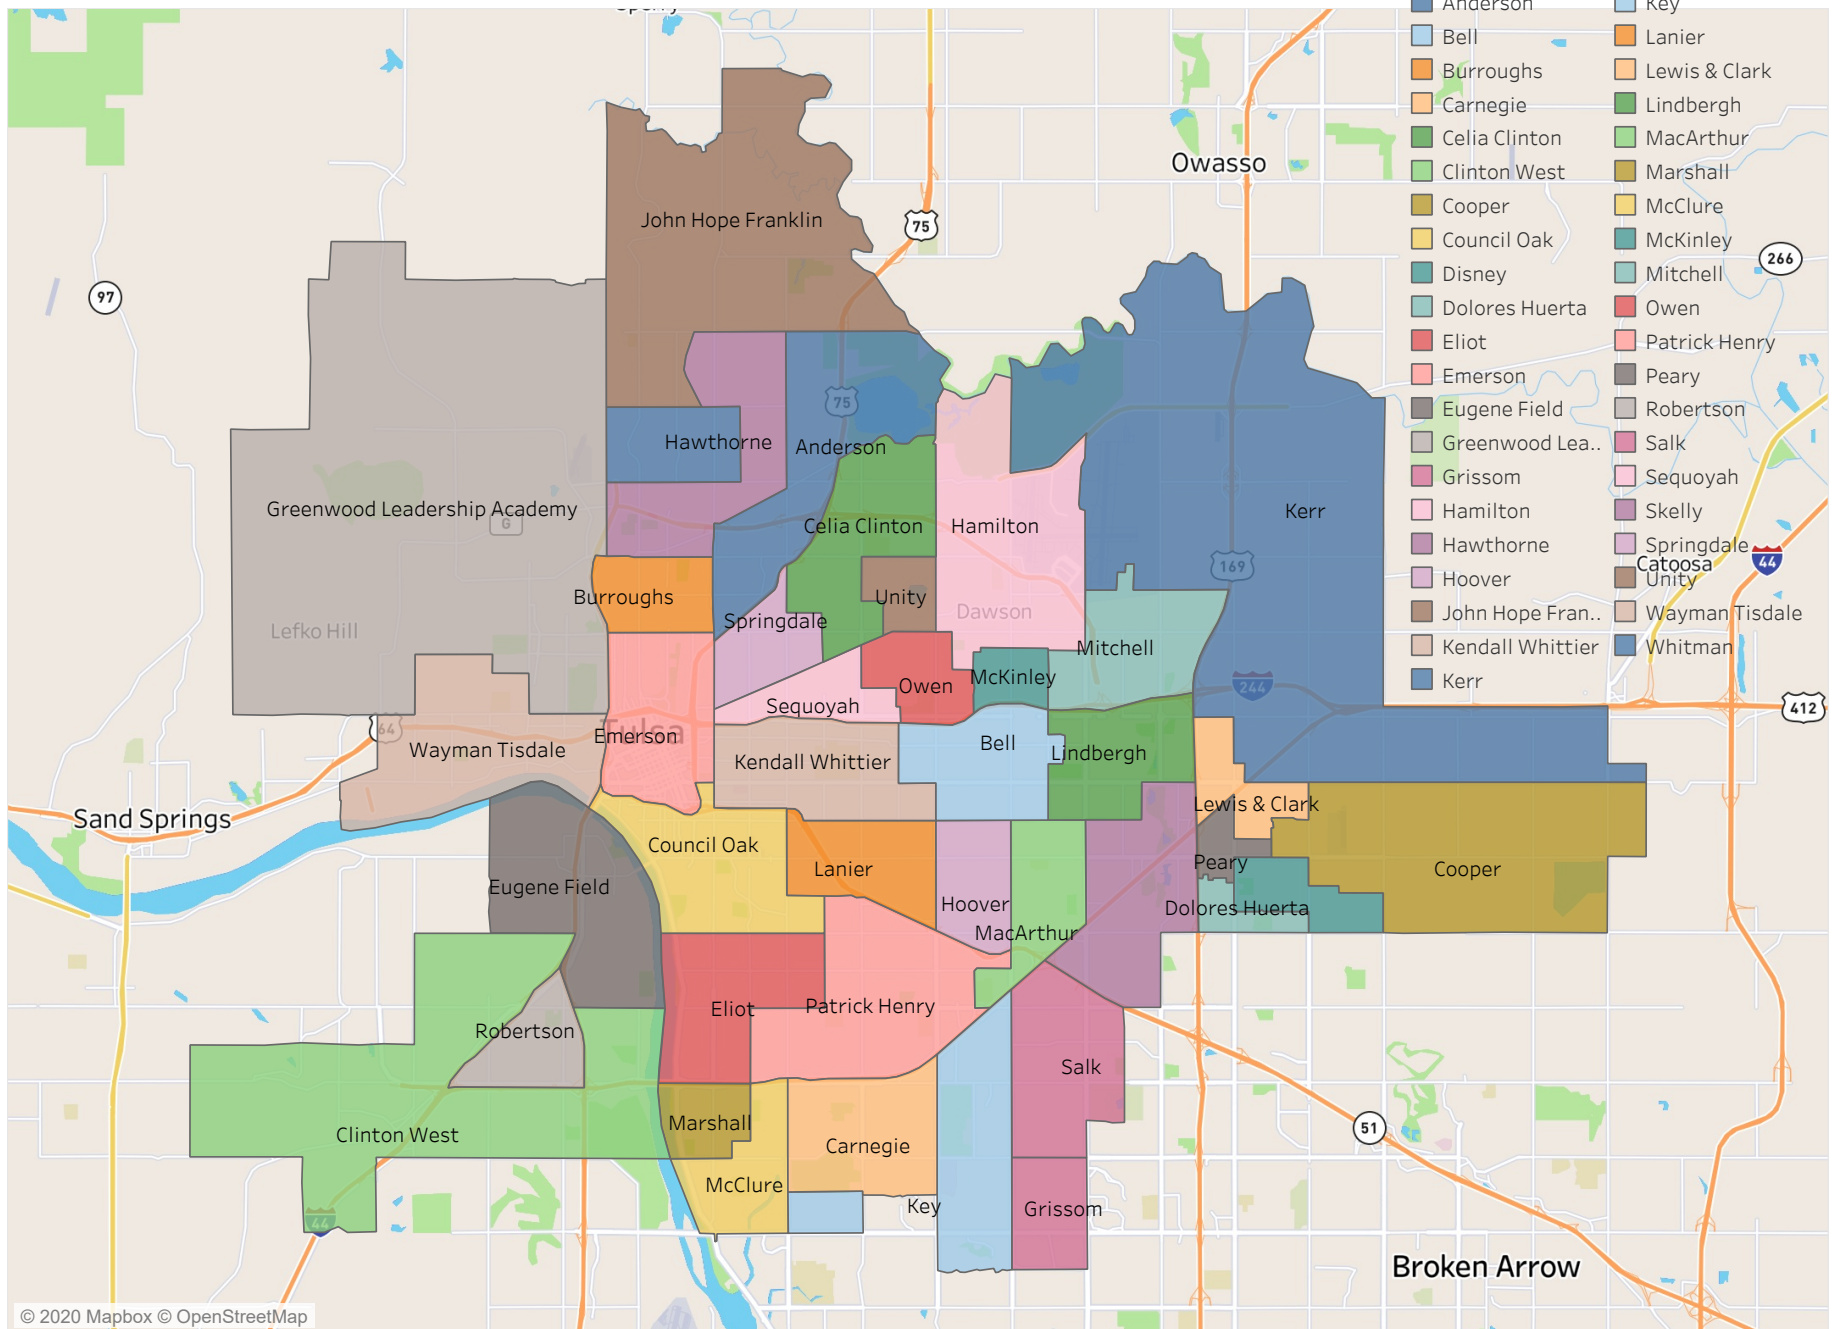 Sperry
Anderson
Key
Bell
Lanier
Burroughs
Lewis & Clark
Carnegie
Lindbergh
Celia Clinton
MacArthur
Clinton West
Marshall
Cooper
McClure
Council Oak
McKinley
Disney
Mitchell
Dolores Huerta
Owen
Eliot
Patrick Henry
Emerson
Peary
Eugene Field
Robertson
Greenwood Lea..
Salk
Grissom
Sequoyah
Hamilton
Skelly
Hawthorne
Springdale
Hoover
Unity
John Hope Fran..
Wayman Tisdale
Kendall Whittier
Whitman
Kerr
Owasso
John Hope Franklin
75
266
97
75
Hawthorne
Anderson
Greenwood Leadership Academy
G
Celia Clinton
Hamilton
Kerr
169
Catoosa
44
Burroughs
Unity
Dawson
Springdale
Lefko Hill
Mitchell
Owen
McKinley
244
Sequoyah
412
64
Tulsa
Emerson
Wayman Tisdale
Kendall Whittier
Bell
Lindbergh
Lewis & Clark
Sand Springs
Council Oak
Lanier
Peary
Cooper
Eugene Field
Hoover
Dolores Huerta
MacArthur
Eliot
Patrick Henry
Robertson
Salk
Marshall
51
Clinton West
Carnegie
McClure
Key
Grissom
44
Broken Arrow
© 2020 Mapbox © OpenStreetMap